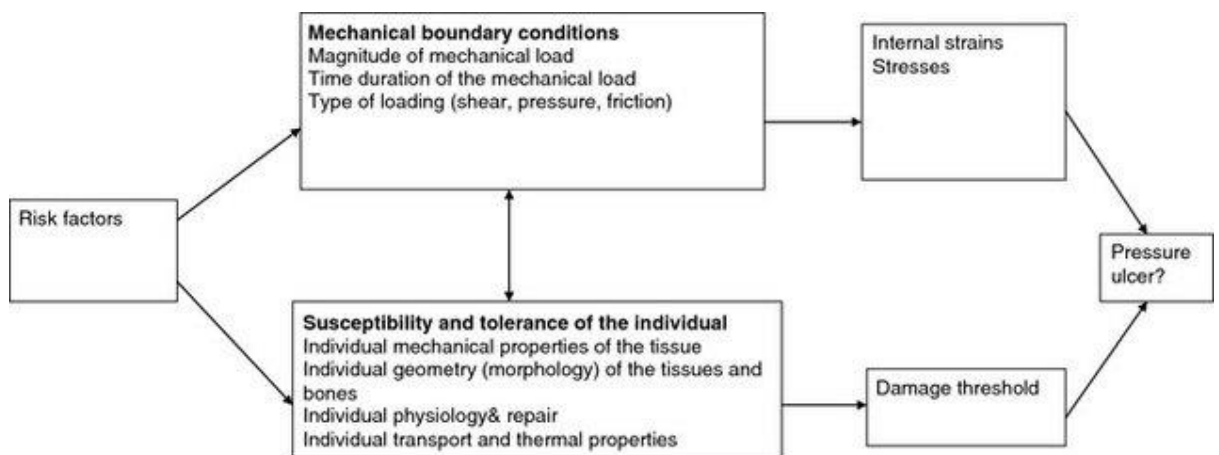 Mechanical boundary conditions
Magnitude of mechanical load
Time duration of the mechanical load
Type of loading (shear, pressure, friction)
Internal strains
Stresses
Risk factors
Pressure
ulcer?
Susceptibility and tolerance of the individual
Individual mechanical properties of the tissue
Individual geometry (morphology) of the tissues and
bones
Individual physiology& repair
Individual transport and thermal properties
Damage threshold